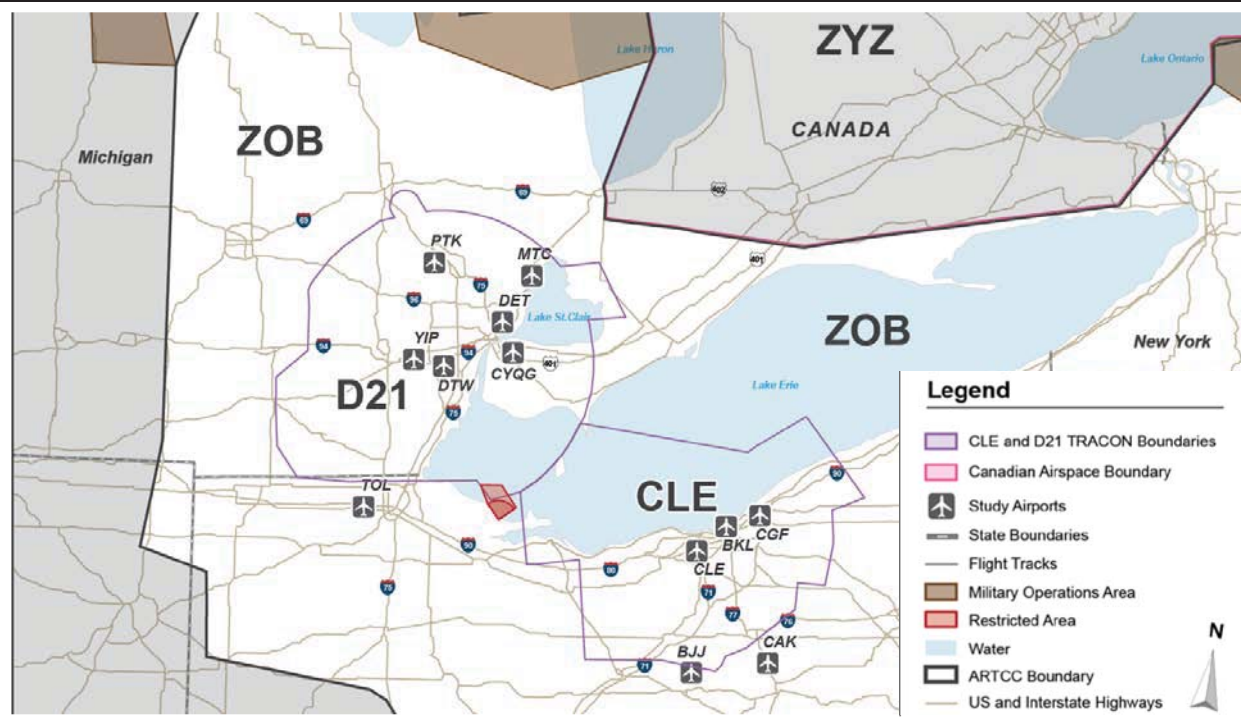 ZYZ
Lake Huron
Lake Ontario
CANADA
ZOB
Michigan
402
69
69
PTK
MTC
401
75
96
DET
Lake St.Clair
ZOB
YIP
94
94
CYQG
401
New York
DTW
D21
75
Lake Erie
TOL
CLE
90
CGF
BKL
90
CLE
80
75
71
77
76
CAK
BJJ
71
Legend
CLE and D21 TRACON Boundaries
Canadian Airspace Boundary
Study Airports
State Boundaries
Flight Tracks
Military Operations Area
Restricted Area
Water
ARTCC Boundary
US and Interstate Highways
N